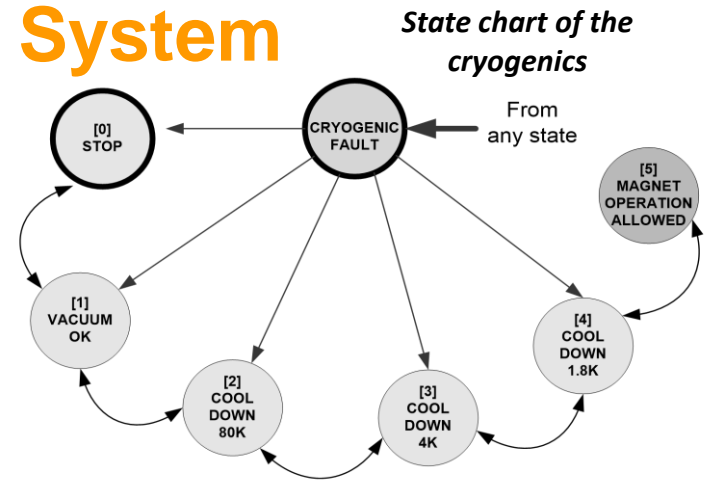 System
State chart of the
cryogenics
From
any state
CRYOGENIC
FAULT
[0]
STOP
[5]
MAGNET
OPERATION
ALLOWED
[1]
VACUUM
OK
[4]
COOL
DOWN
1.8K
[2]
COOL
DOWN
80K
[3]
COOL
DOWN
4K